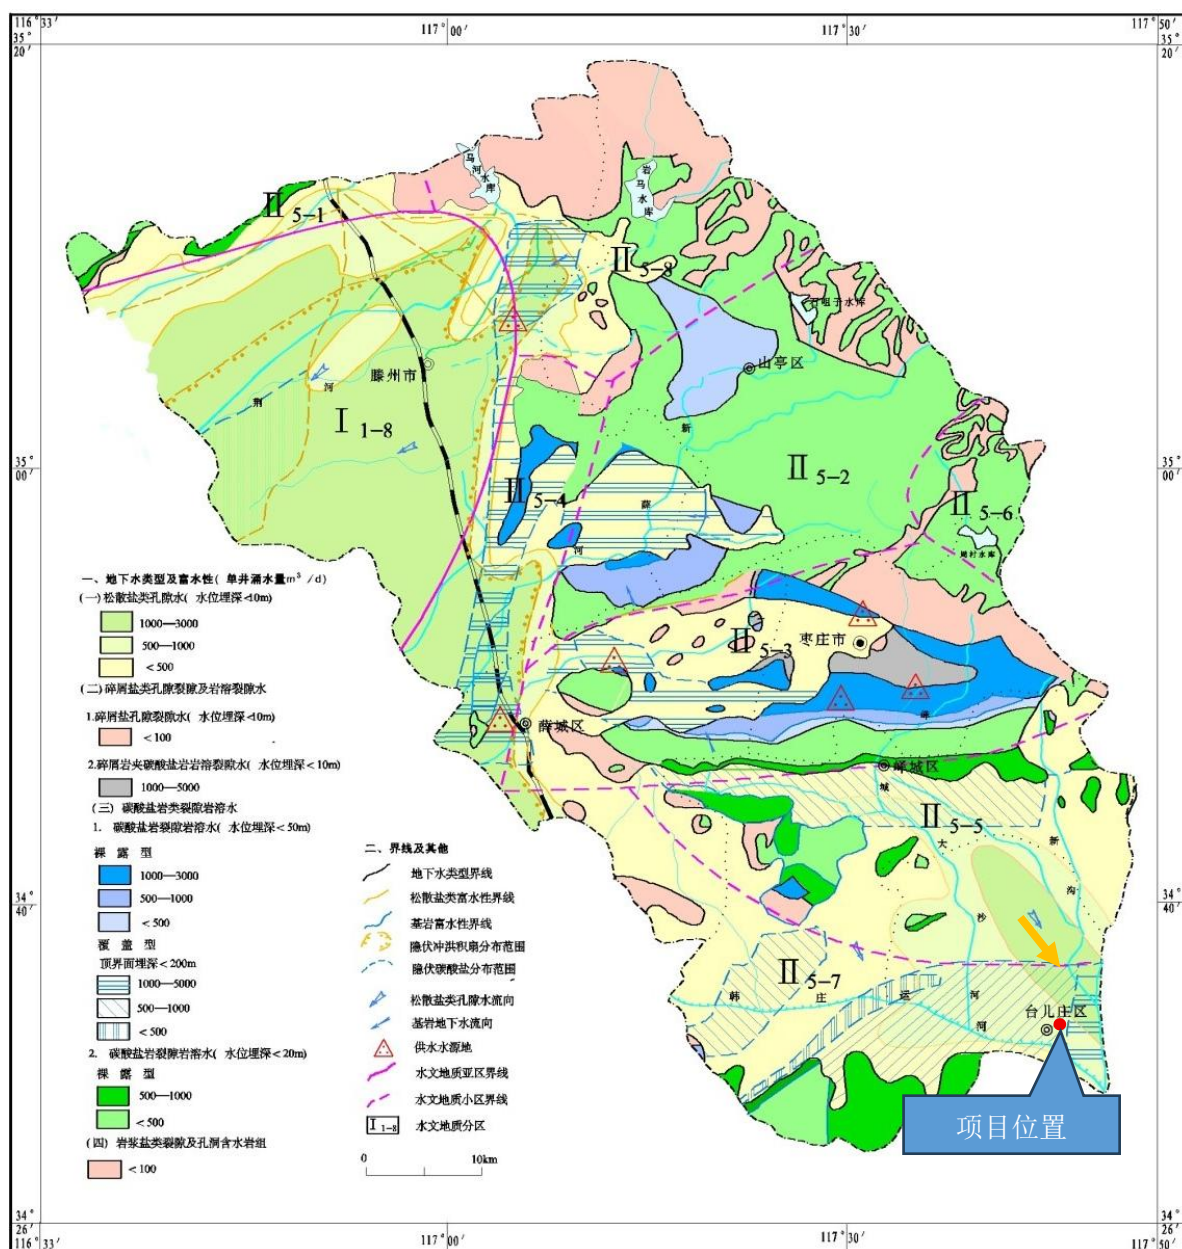 116°33′
117°00′
117°30′
117°50′
35°
20′
35°
20′
马河水库
岩马水库
Ⅱ5-1
Ⅱ5-8
石咀子水库
山亭区
滕州市
荆
河
新
Ⅰ1-8
35°
00′
35°
00′
Ⅱ5-2
Ⅱ5-4
薛
河
Ⅱ5-6
周村水库
一、地下水类型及富水性(单井涌水量m³/d)
(一)松散盐类孔隙水(水位埋深<10m)
1000—3000
500—1000
<500
(二)碎屑盐类孔隙裂隙及岩溶裂隙水
1.碎屑盐孔隙裂隙水(水位埋深<10m)
<100
2.碎屑岩夹碳酸盐岩岩溶裂隙水(水位埋深<10m)
1000—5000
(三)碳酸盐岩类裂隙岩溶水
1. 碳酸盐岩裂隙岩溶水(水位埋深<50m)
裸露型
1000—3000
500—1000
<500
覆盖型
顶界面埋深<200m
1000—5000
500—1000
<500
2. 碳酸盐岩裂隙岩溶水(水位埋深<20m)
裸露型
500—1000
<500
(四)岩浆盐类裂隙及孔洞含水岩组
<100
二、界线及其他
地下水类型界线
松散盐类富水性界线
基岩富水性界线
隐伏冲洪积扇分布范围
隐伏碳酸盐分布范围
松散盐类孔隙水流向
基岩地下水流向
供水水源地
水文地质亚区界线
水文地质小区界线
Ⅰ1-8 水文地质分区
0 10km
Ⅱ5-3
枣庄市
薛城区
峄
峄城区
城
大
沙
河
Ⅱ5-5
新
沟
河
34°
40′
34°
40′
Ⅱ5-7
韩
庄
运
河
台儿庄区
项目位置
34°
26′
34°
26′
116°33′
117°00′
117°30′
117°50′